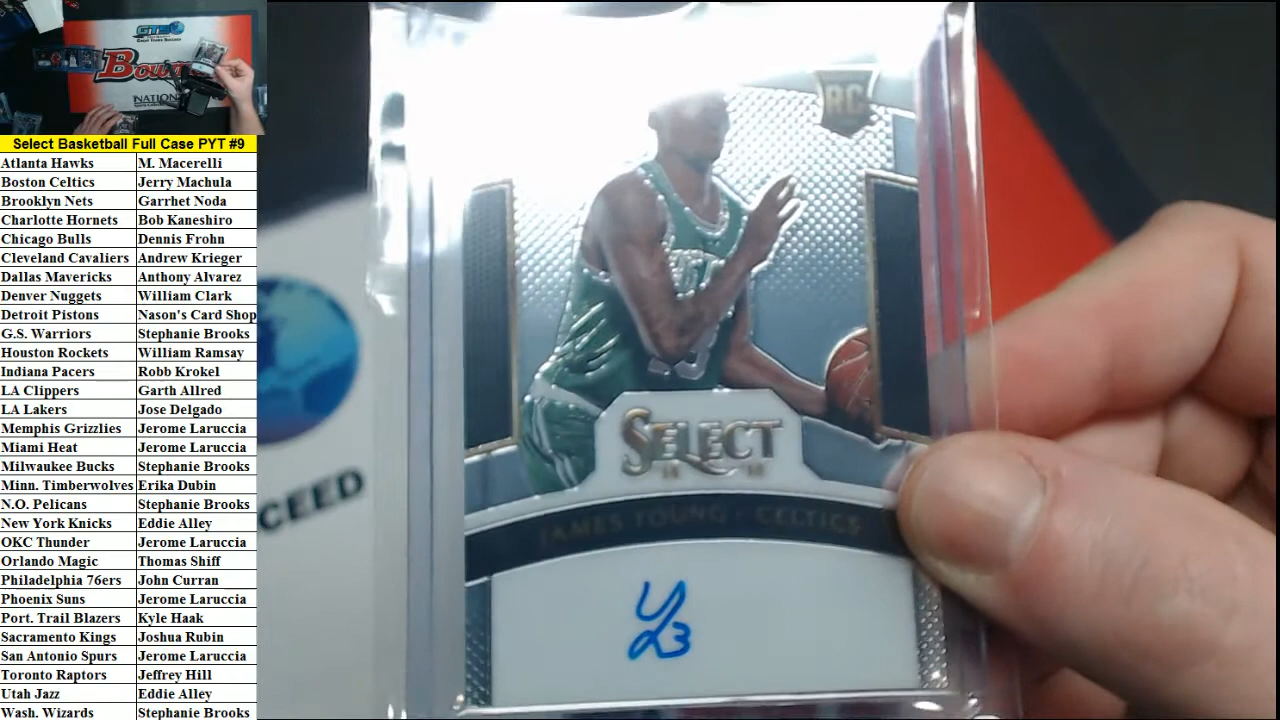 GTS
Bowm
NATION
Select Basketball Full Case PYT #9
Atlanta Hawks M. Macerelli
Boston Celtics Jerry Machula
Brooklyn Nets Garrhet Noda
Charlotte Hornets Bob Kaneshiro
Chicago Bulls Dennis Frohn
Cleveland Cavaliers Andrew Krieger
Dallas Mavericks Anthony Alvarez
Denver Nuggets William Clark
Detroit Pistons Nason's Card Shop
G.S. Warriors Stephanie Brooks
Houston Rockets William Ramsay
Indiana Pacers Robb Krokel
LA Clippers Garth Allred
LA Lakers Jose Delgado
Memphis Grizzlies Jerome Laruccia
Miami Heat Jerome Laruccia
Milwaukee Bucks Stephanie Brooks
Minn. Timberwolves Erika Dubin
N.O. Pelicans Stephanie Brooks
New York Knicks Eddie Alley
OKC Thunder Jerome Laruccia
Orlando Magic Thomas Shiff
Philadelphia 76ers John Curran
Phoenix Suns Jerome Laruccia
Port. Trail Blazers Kyle Haak
Sacramento Kings Joshua Rubin
San Antonio Spurs Jerome Laruccia
Toronto Raptors Jeffrey Hill
Utah Jazz Eddie Alley
Wash. Wizards Stephanie Brooks
RC
SELECT
JAMES YOUNG - CELTICS
CEED